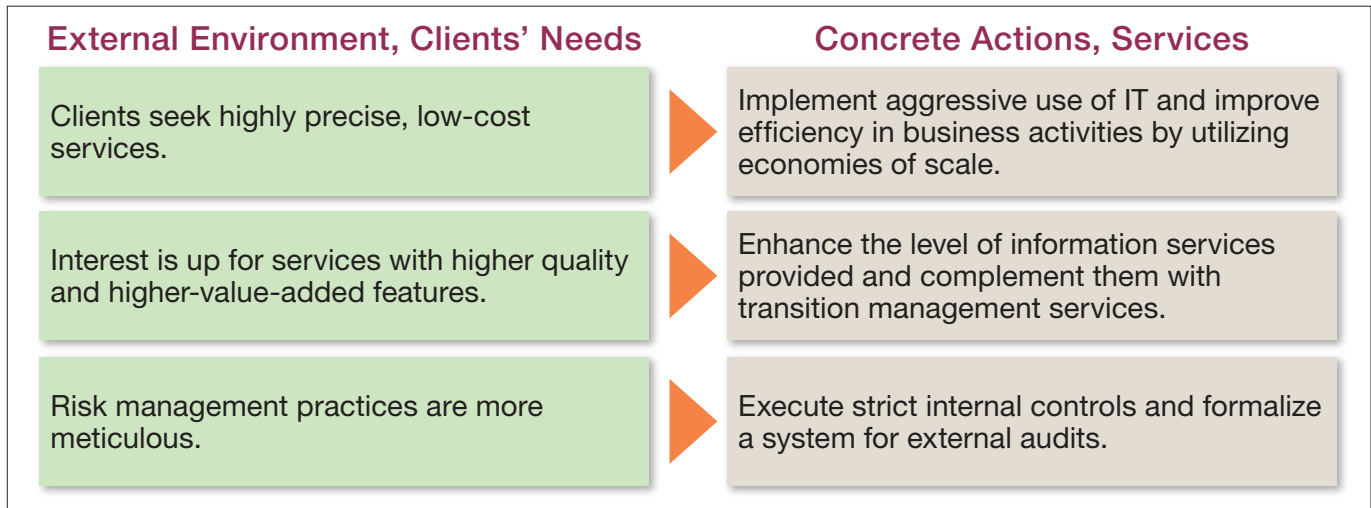 External Environment, Clients’ Needs
Concrete Actions, Services
Clients seek highly precise, low-cost
services.
Implement aggressive use of IT and improve
efficiency in business activities by utilizing
economies of scale.
Interest is up for services with higher quality
and higher-value-added features.
Enhance the level of information services
provided and complement them with
transition management services.
Risk management practices are more
meticulous.
Execute strict internal controls and formalize
a system for external audits.